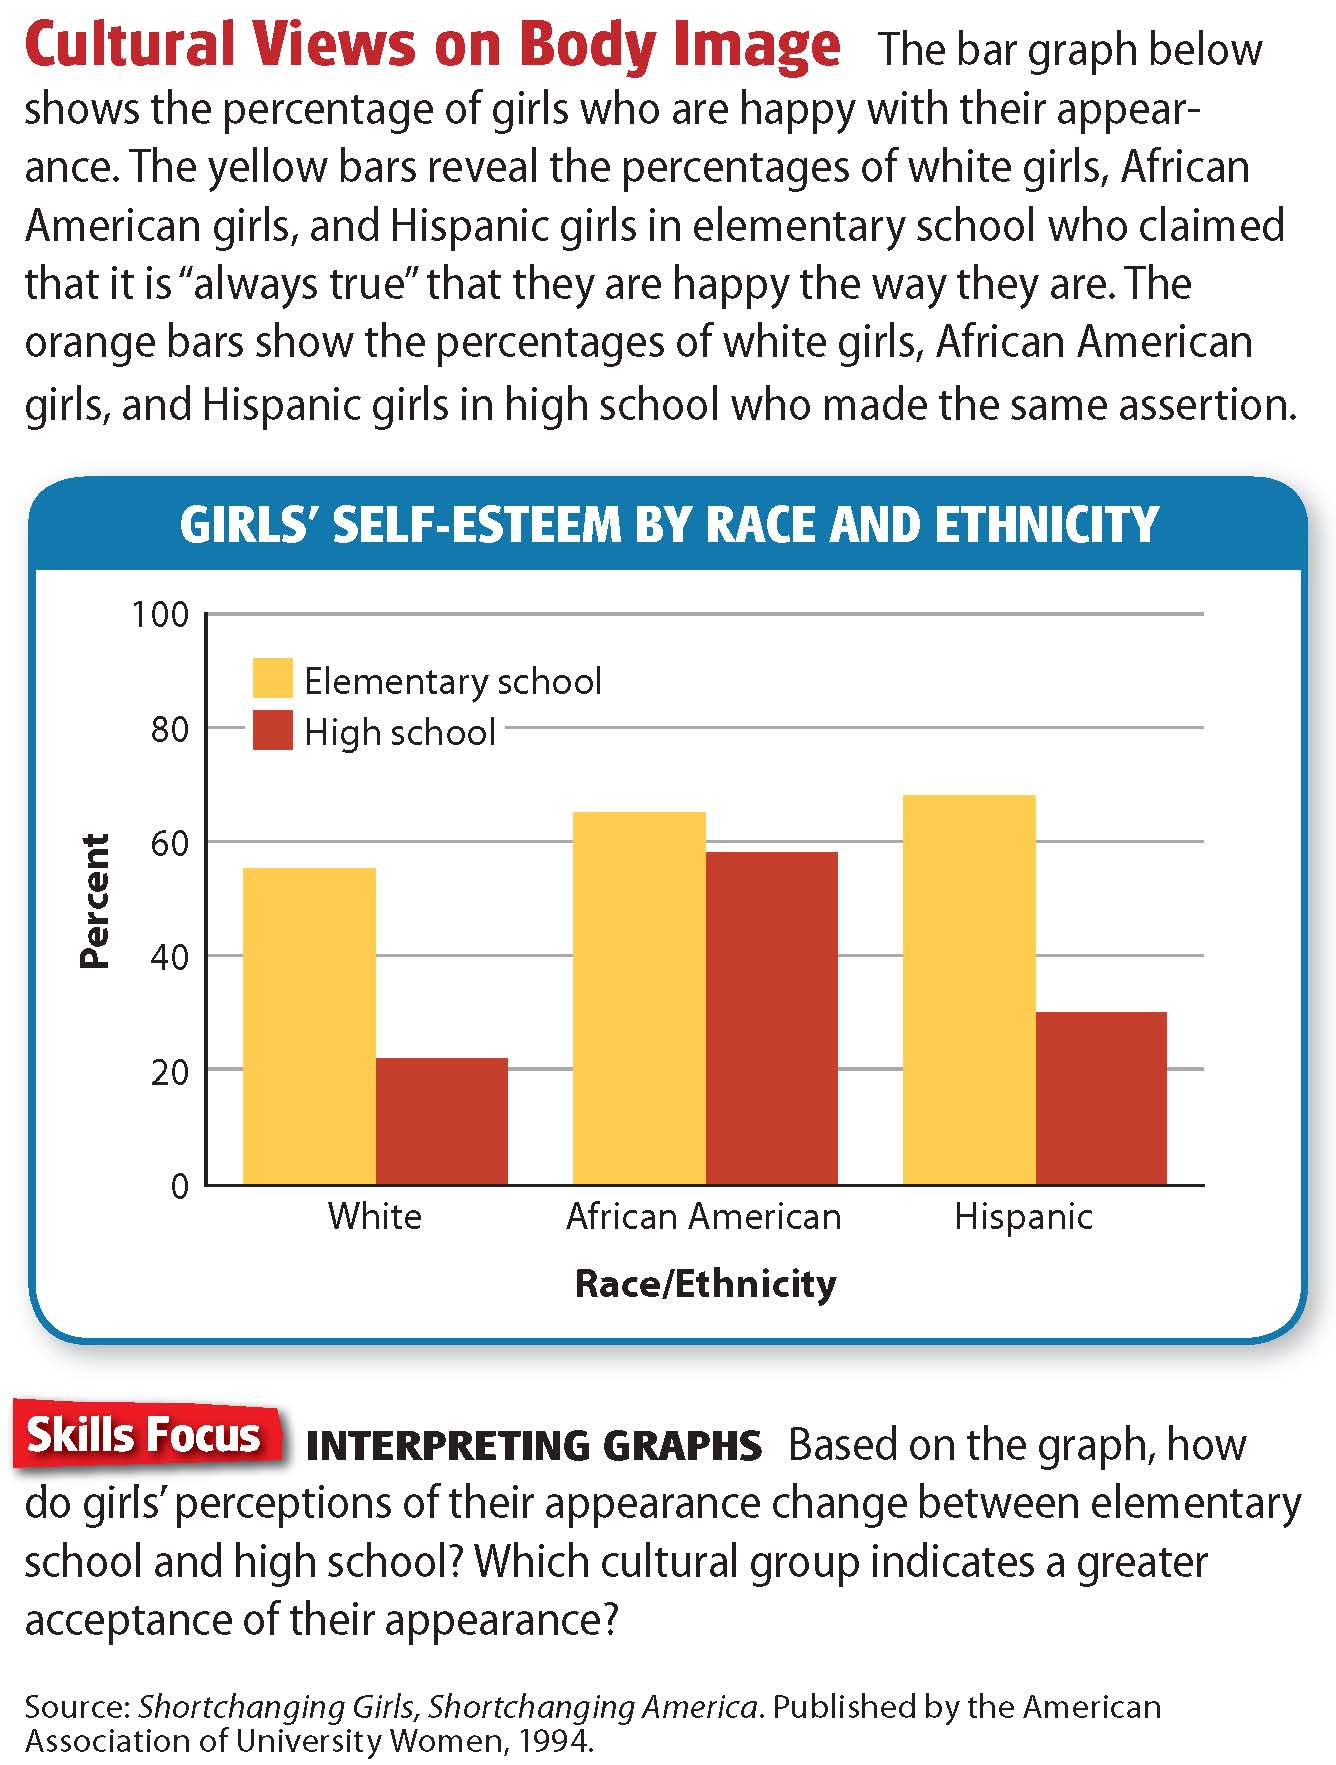 Cultural Views on Body Image The bar graph below
shows the percentage of girls who are happy with their appear-
ance. The yellow bars reveal the percentages of white girls, African
American girls, and Hispanic girls in elementary school who claimed
that it is “always true” that they are happy the way they are. The
orange bars show the percentages of white girls, African American
girls, and Hispanic girls in high school who made the same assertion.
GIRLS’ SELF-ESTEEM BY RACE AND ETHNICITY
100
Elementary school
80
High school
60
Percent
40
20
0
White African American Hispanic
Race/Ethnicity
Skills Focus INTERPRETING GRAPHS Based on the graph, how
do girls’ perceptions of their appearance change between elementary
school and high school? Which cultural group indicates a greater
acceptance of their appearance?
Source: Shortchanging Girls, Shortchanging America. Published by the American
Association of University Women, 1994.